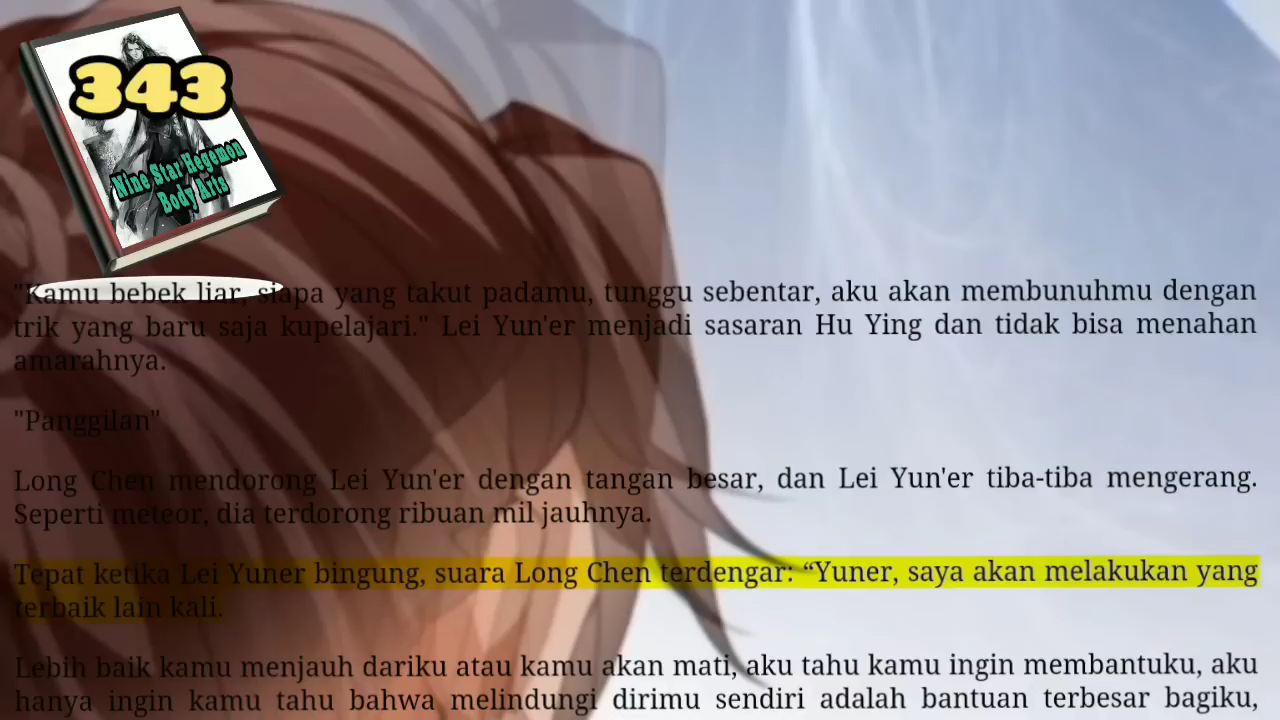 343
Nine Star Hegemon
Body Arts
"Kamu bebek liar, siapa yang takut padamu, tunggu sebentar, aku akan membunuhmu dengan
trik yang baru saja kupelajari." Lei Yun'er menjadi sasaran Hu Ying dan tidak bisa menahan
amarahnya.
"Panggilan"
Long Chen mendorong Lei Yun'er dengan tangan besar, dan Lei Yun'er tiba-tiba mengerang.
Seperti meteor, dia terdorong ribuan mil jauhnya.
Tepat ketika Lei Yuner bingung, suara Long Chen terdengar: “Yuner, saya akan melakukan yang
terbaik lain kali.
Lebih baik kamu menjauh dariku atau kamu akan mati, aku tahu kamu ingin membantuku, aku
hanya ingin kamu tahu bahwa melindungi dirimu sendiri adalah bantuan terbesar bagiku,